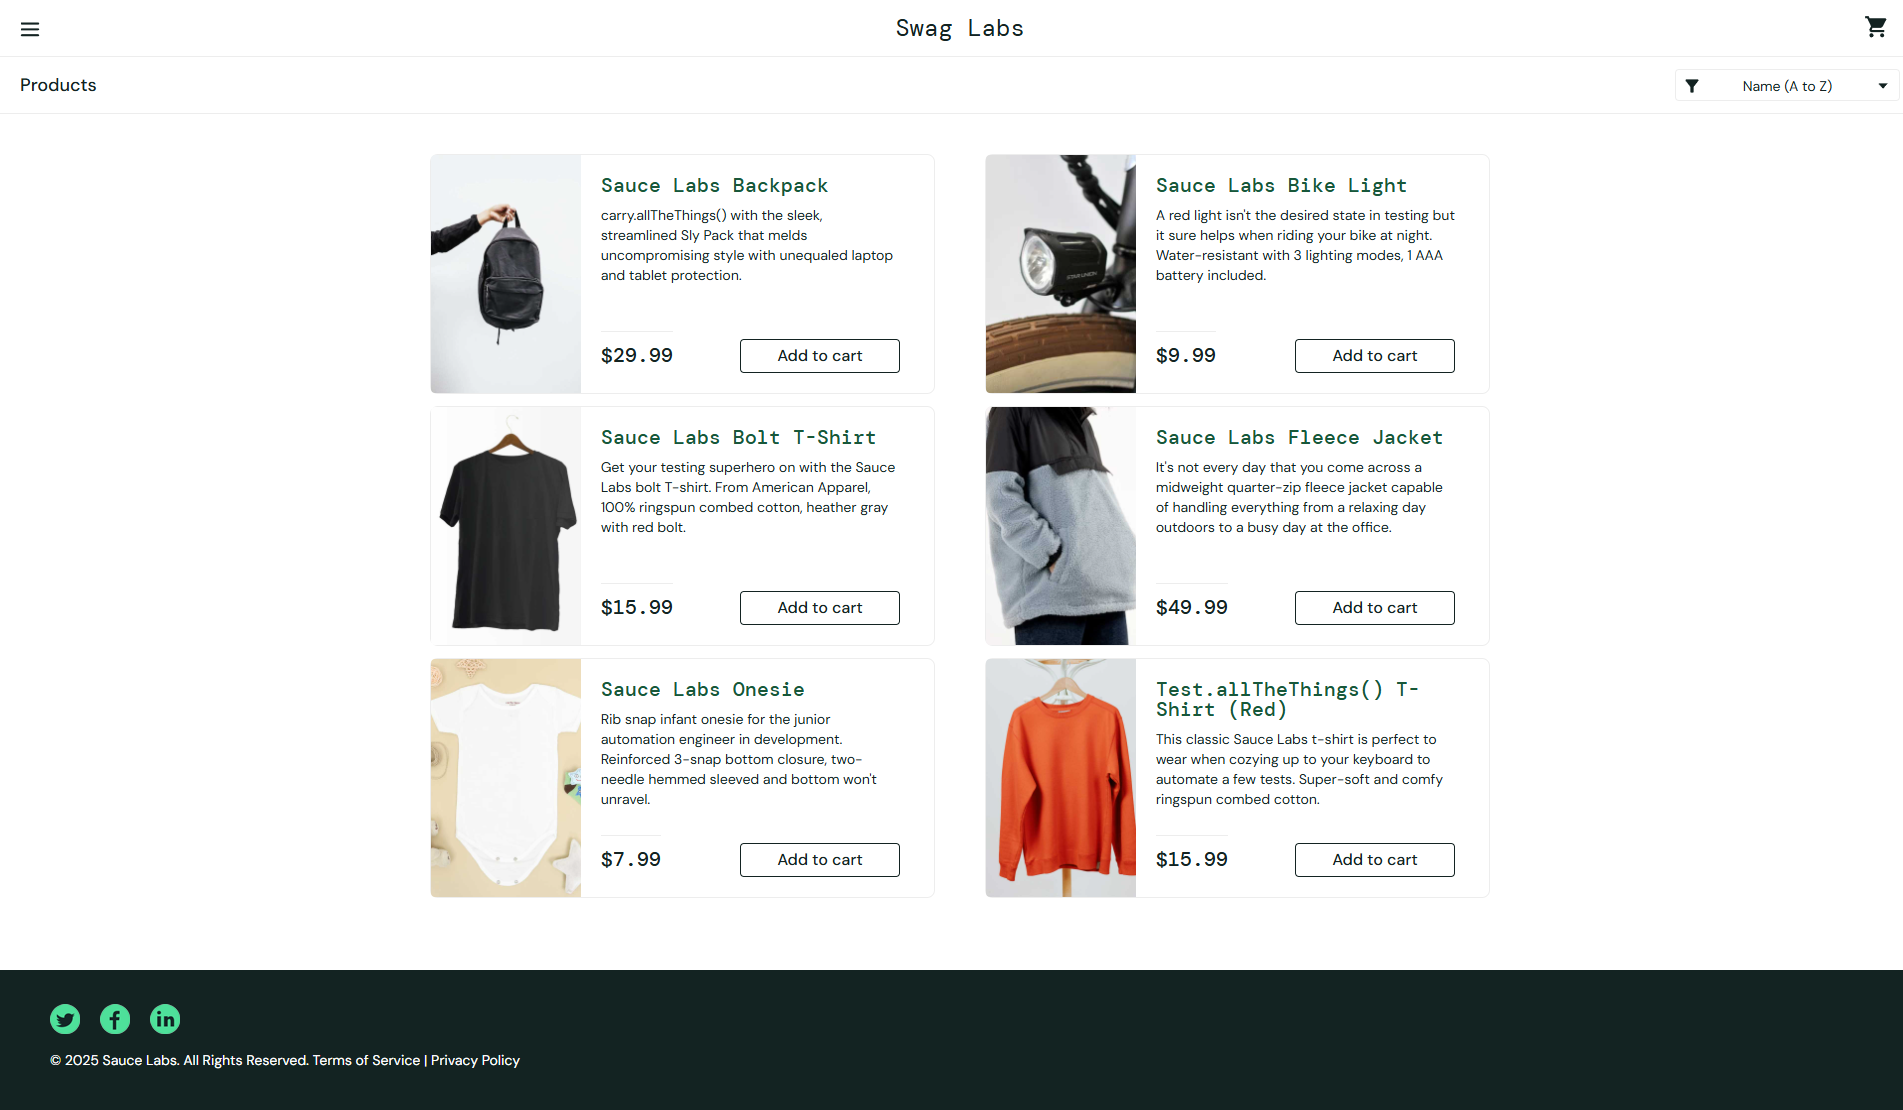 Swag Labs
Products
Name (A to Z)
Sauce Labs Backpack
carry.allTheThings() with the sleek,
streamlined Sly Pack that melds
uncompromising style with unequaled laptop
and tablet protection.
$29.99
Add to cart
Sauce Labs Bike Light
A red light isn't the desired state in testing but
it sure helps when riding your bike at night.
Water-resistant with 3 lighting modes, 1 AAA
battery included.
$9.99
Add to cart
Sauce Labs Bolt T-Shirt
Get your testing superhero on with the Sauce
Labs bolt T-shirt. From American Apparel,
100% ringspun combed cotton, heather gray
with red bolt.
$15.99
Add to cart
Sauce Labs Fleece Jacket
It's not every day that you come across a
midweight quarter-zip fleece jacket capable
of handling everything from a relaxing day
outdoors to a busy day at the office.
$49.99
Add to cart
Sauce Labs Onesie
Rib snap infant onesie for the junior
automation engineer in development.
Reinforced 3-snap bottom closure, two-
needle hemmed sleeved and bottom won't
unravel.
$7.99
Add to cart
Test.allTheThings() T-
Shirt (Red)
This classic Sauce Labs t-shirt is perfect to
wear when cozying up to your keyboard to
automate a few tests. Super-soft and comfy
ringspun combed cotton.
$15.99
Add to cart
© 2025 Sauce Labs. All Rights Reserved. Terms of Service | Privacy Policy